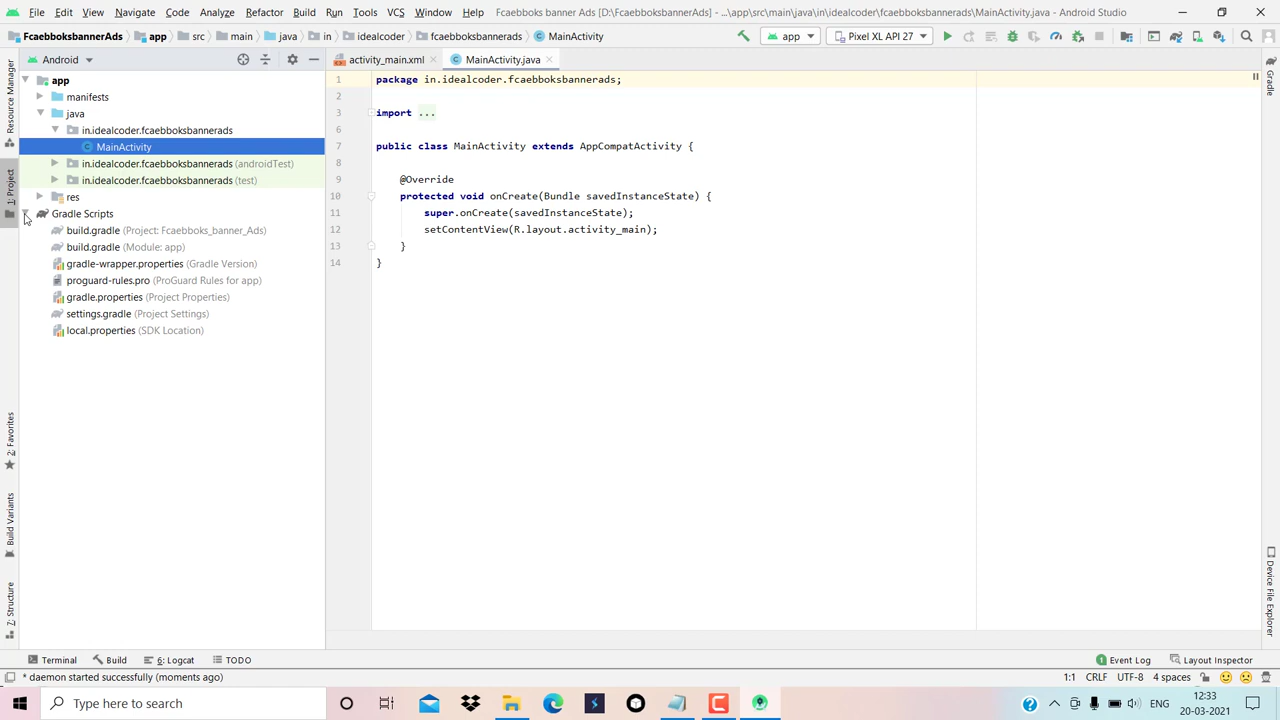 File Edit View Navigate Code Analyze Refactor Build Run Tools VCS Window Help Fcaebboks banner Ads [D:\FcaebboksbannerAds] - ...\app\src\main\java\in\idealcoder\fcaebboksbannerads\MainActivity.java - Android Studio
FcaebboksbannerAds app src main java in idealcoder fcaebboksbannerads MainActivity app Pixel XL API 27
Android
activity_main.xml MainActivity.java
app
manifests
java
in.idealcoder.fcaebboksbannerads
MainActivity
in.idealcoder.fcaebboksbannerads (androidTest)
in.idealcoder.fcaebboksbannerads (test)
res
Gradle Scripts
build.gradle (Project: Fcaebboks_banner_Ads)
build.gradle (Module: app)
gradle-wrapper.properties (Gradle Version)
proguard-rules.pro (ProGuard Rules for app)
gradle.properties (Project Properties)
settings.gradle (Project Settings)
local.properties (SDK Location)
1 package in.idealcoder.fcaebboksbannerads;
2
3 import ...
6
7 public class MainActivity extends AppCompatActivity {
8
9 @Override
10 protected void onCreate(Bundle savedInstanceState) {
11 super.onCreate(savedInstanceState);
12 setContentView(R.layout.activity_main);
13 }
14 }
Resource Manager
1: Project
2: Favorites
Build Variants
7: Structure
Gradle
Device File Explorer
Terminal Build 6: Logcat TODO 1 Event Log Layout Inspector
* daemon started successfully (moments ago) 1:1 CRLF UTF-8 4 spaces
Type here to search
ENG
12:33
20-03-2021